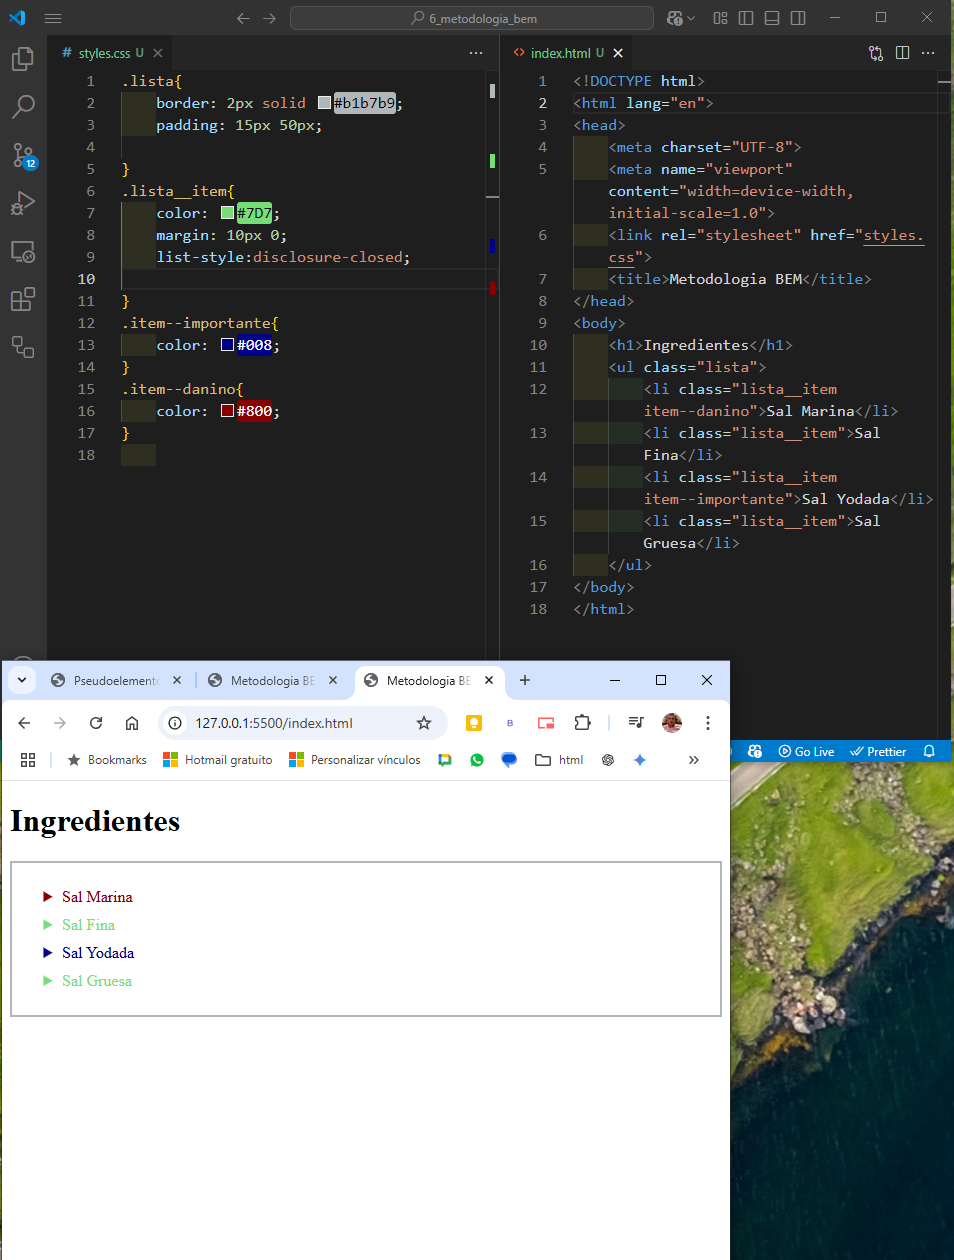 6_metodologia_bem
# styles.css U
1 .lista{
2 border: 2px solid #b1b7b9;
3 padding: 15px 50px;
4
5 }
6 .lista__item{
7 color: #7D7;
8 margin: 10px 0;
9 list-style:disclosure-closed;
10
11 }
12 .item--importante{
13 color: #008;
14 }
15 .item--danino{
16 color: #800;
17 }
18
<> index.html U
1 <!DOCTYPE html>
2 <html lang="en">
3 <head>
4 <meta charset="UTF-8">
5 <meta name="viewport"
content="width=device-width,
initial-scale=1.0">
6 <link rel="stylesheet" href="styles.
css">
7 <title>Metodologia BEM</title>
8 </head>
9 <body>
10 <h1>Ingredientes</h1>
11 <ul class="lista">
12 <li class="lista__item
item--danino">Sal Marina</li>
13 <li class="lista__item">Sal
Fina</li>
14 <li class="lista__item
item--importante">Sal Yodada</li>
15 <li class="lista__item">Sal
Gruesa</li>
16 </ul>
17 </body>
18 </html>
12
Go Live Prettier
Pseudoelemento Metodologia BE Metodologia BE
127.0.0.1:5500/index.html
B
Bookmarks Hotmail gratuito Personalizar vínculos html
Ingredientes
Sal Marina
Sal Fina
Sal Yodada
Sal Gruesa